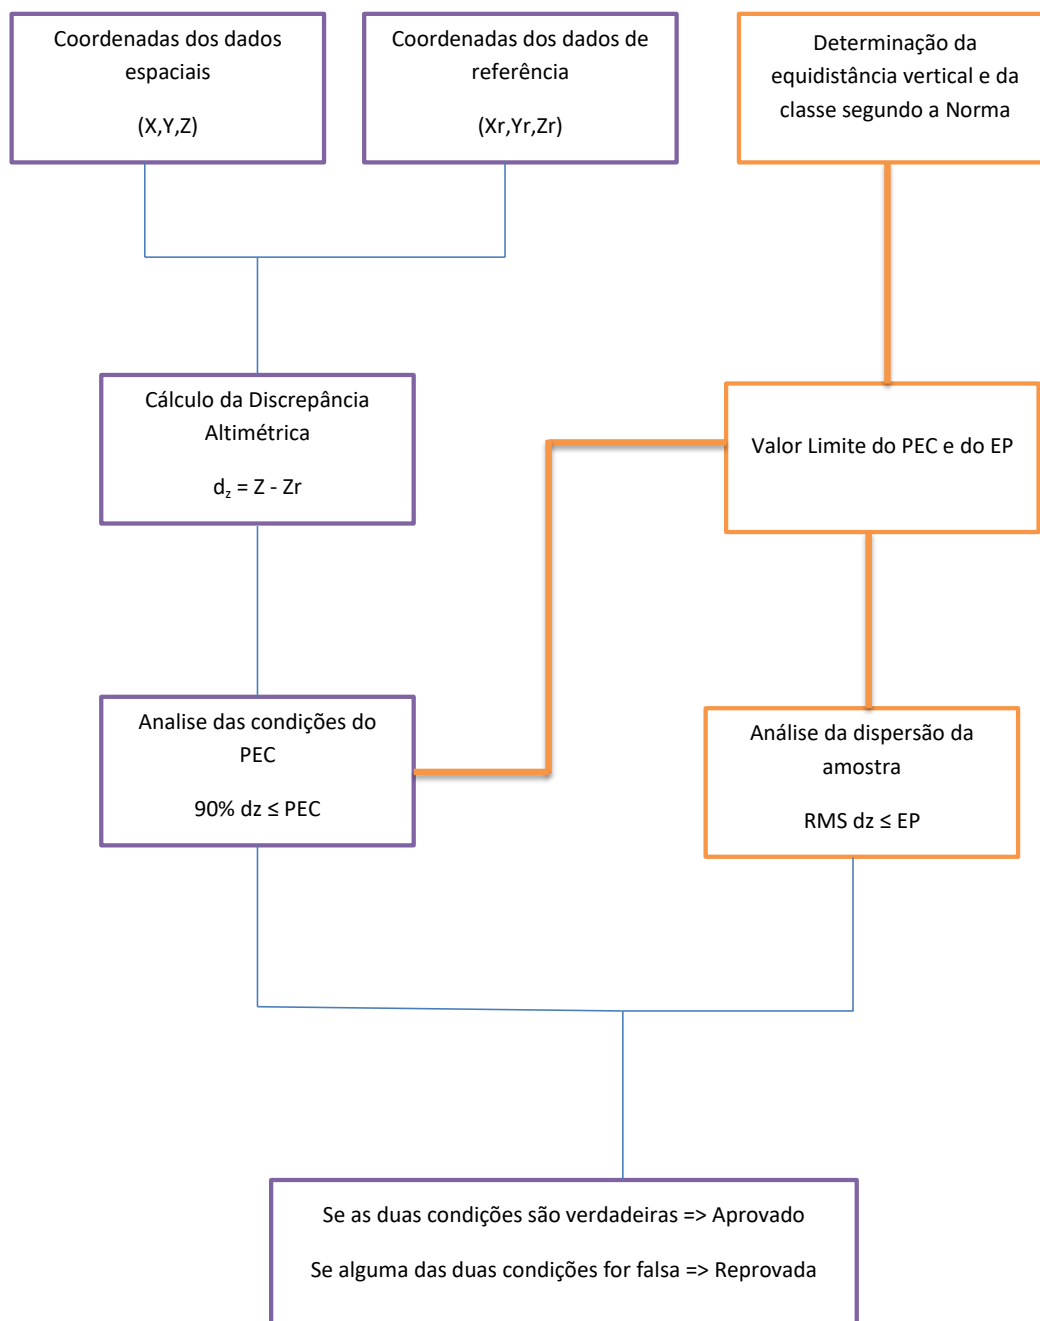 Coordenadas dos dados
espaciais
(X,Y,Z)
Coordenadas dos dados de
referência
(Xr,Yr,Zr)
Determinação da
equidistância vertical e da
classe segundo a Norma
Cálculo da Discrepância
Altimétrica
dz = Z - Zr
Valor Limite do PEC e do EP
Analise das condições do
PEC
90% dz ≤ PEC
Análise da dispersão da
amostra
RMS dz ≤ EP
Se as duas condições são verdadeiras => Aprovado
Se alguma das duas condições for falsa => Reprovada